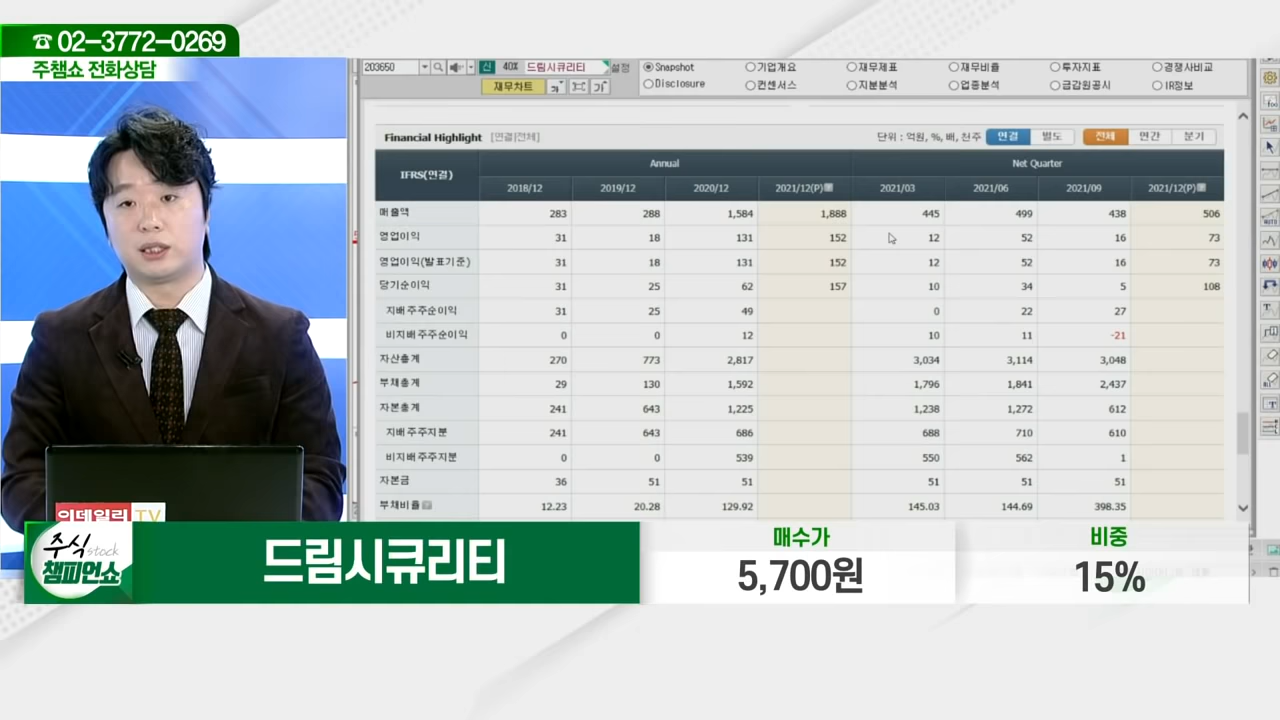 ☎ 02-3772-0269
주챔쇼 전화상담
203650 신 40% 드림시큐리티 설정
재무차트
Snapshot 기업개요 재무제표 재무비율 투자지표 경쟁사비교
Disclosure 컨센서스 지분분석 업종분석 금감원공시 IR정보
Financial Highlight [연결|전체] 단위 : 억원, %, 배, 천주 연결 별도 전체 연간 분기
IFRS(연결) Annual Net Quarter
2018/12 2019/12 2020/12 2021/12(P) 2021/03 2021/06 2021/09 2021/12(P)
매출액 283 288 1,584 1,888 445 499 438 506
영업이익 31 18 131 152 12 52 16 73
영업이익(발표기준) 31 18 131 152 12 52 16 73
당기순이익 31 25 62 157 10 34 5 108
지배주주순이익 31 25 49 0 22 27
비지배주주순이익 0 0 12 10 11 -21
자산총계 270 773 2,817 3,034 3,114 3,048
부채총계 29 130 1,592 1,796 1,841 2,437
자본총계 241 643 1,225 1,238 1,272 612
지배주주지분 241 643 686 688 710 610
비지배주주지분 0 0 539 550 562 1
자본금 36 51 51 51 51 51
부채비율 12.23 20.28 129.92 145.03 144.69 398.35
이데일리 TV
주식 stock
챔피언쇼
드림시큐리티
매수가
5,700원
비중
15%